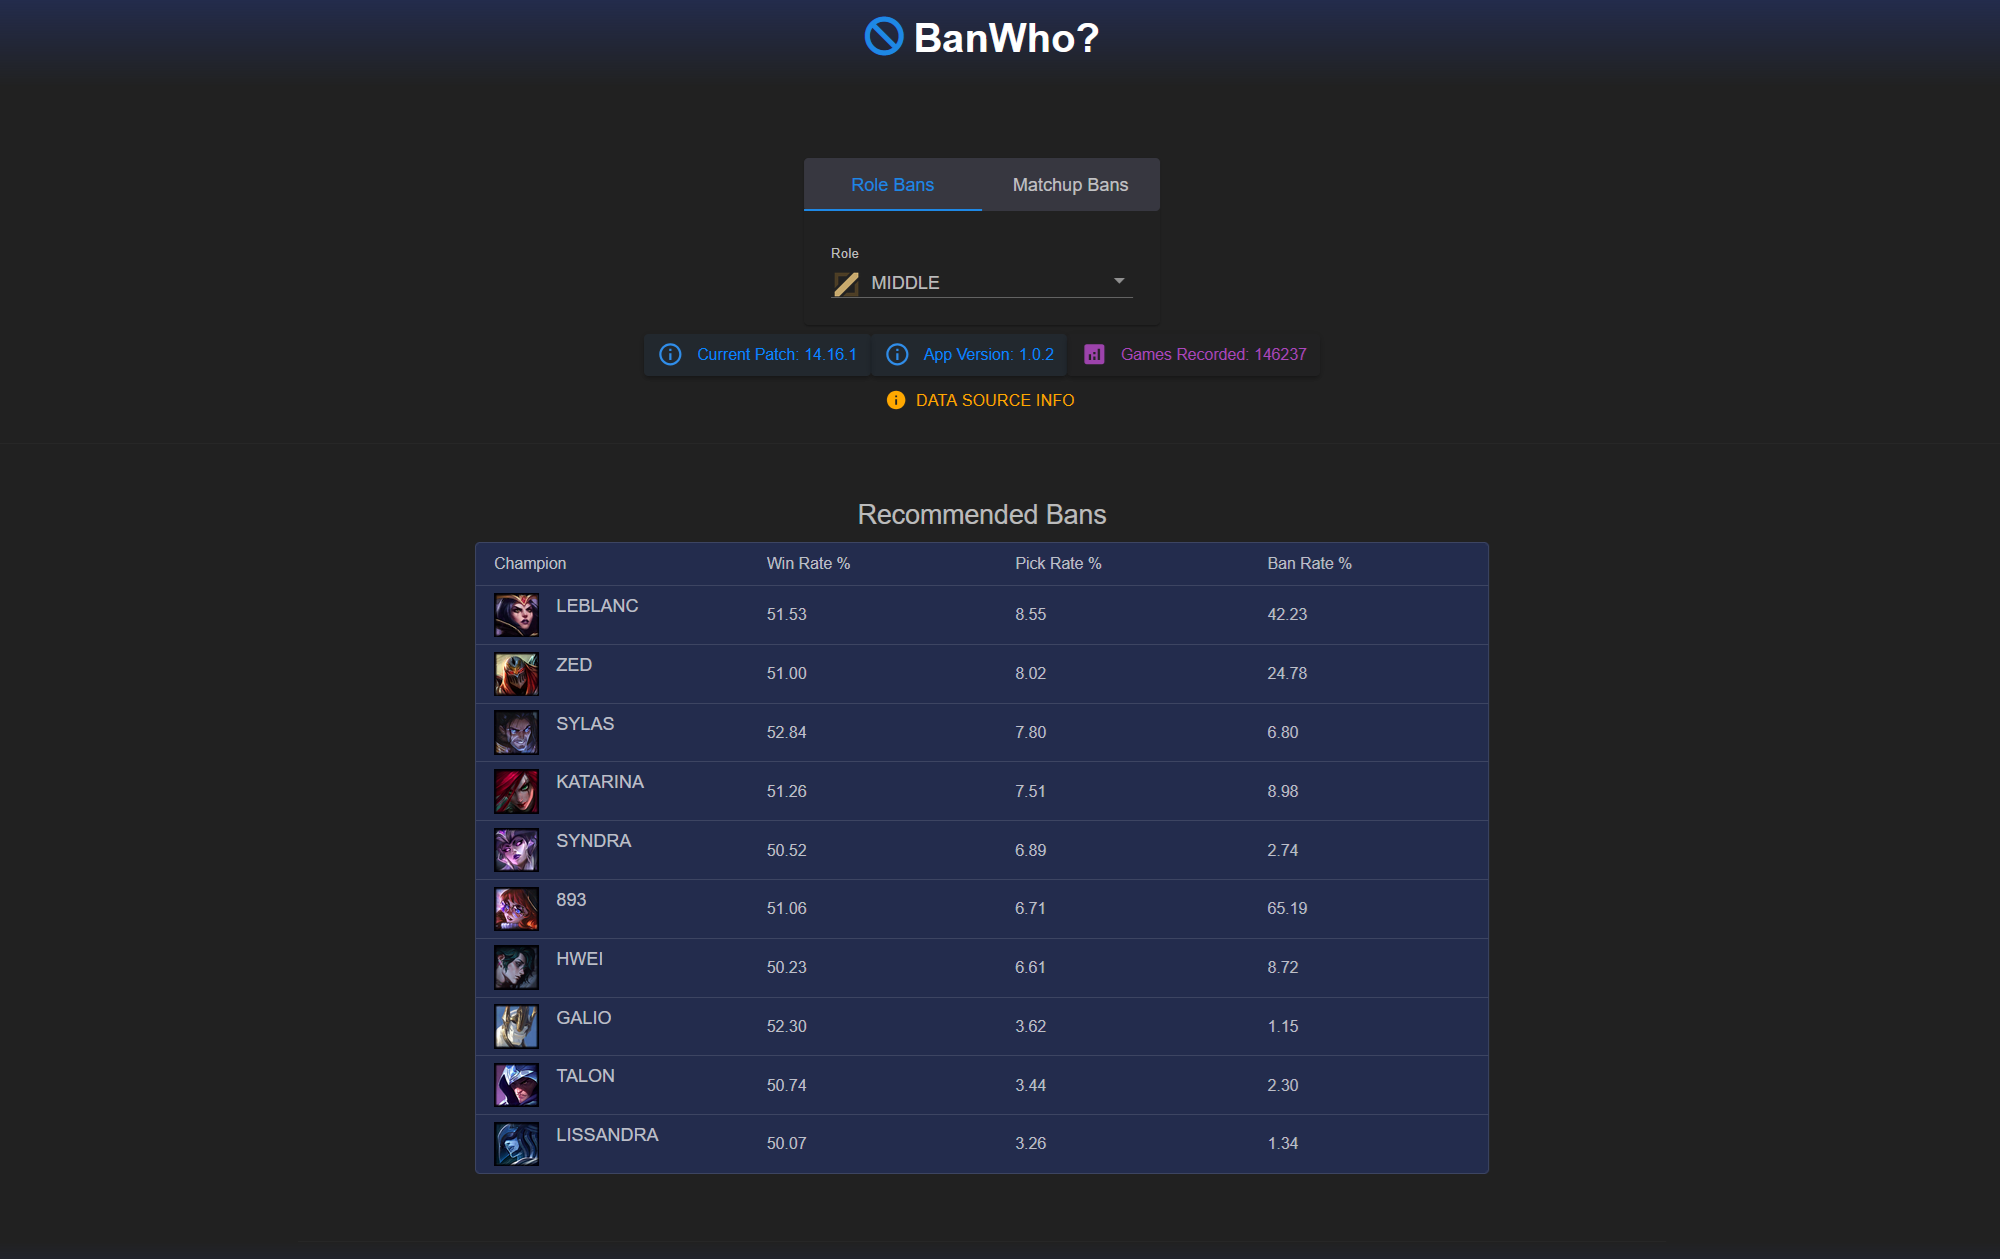 BanWho?
Role Bans Matchup Bans
Role
MIDDLE
Current Patch: 14.16.1 App Version: 1.0.2 Games Recorded: 146237
DATA SOURCE INFO
Recommended Bans
Champion Win Rate % Pick Rate % Ban Rate %
LEBLANC 51.53 8.55 42.23
ZED 51.00 8.02 24.78
SYLAS 52.84 7.80 6.80
KATARINA 51.26 7.51 8.98
SYNDRA 50.52 6.89 2.74
893 51.06 6.71 65.19
HWEI 50.23 6.61 8.72
GALIO 52.30 3.62 1.15
TALON 50.74 3.44 2.30
LISSANDRA 50.07 3.26 1.34